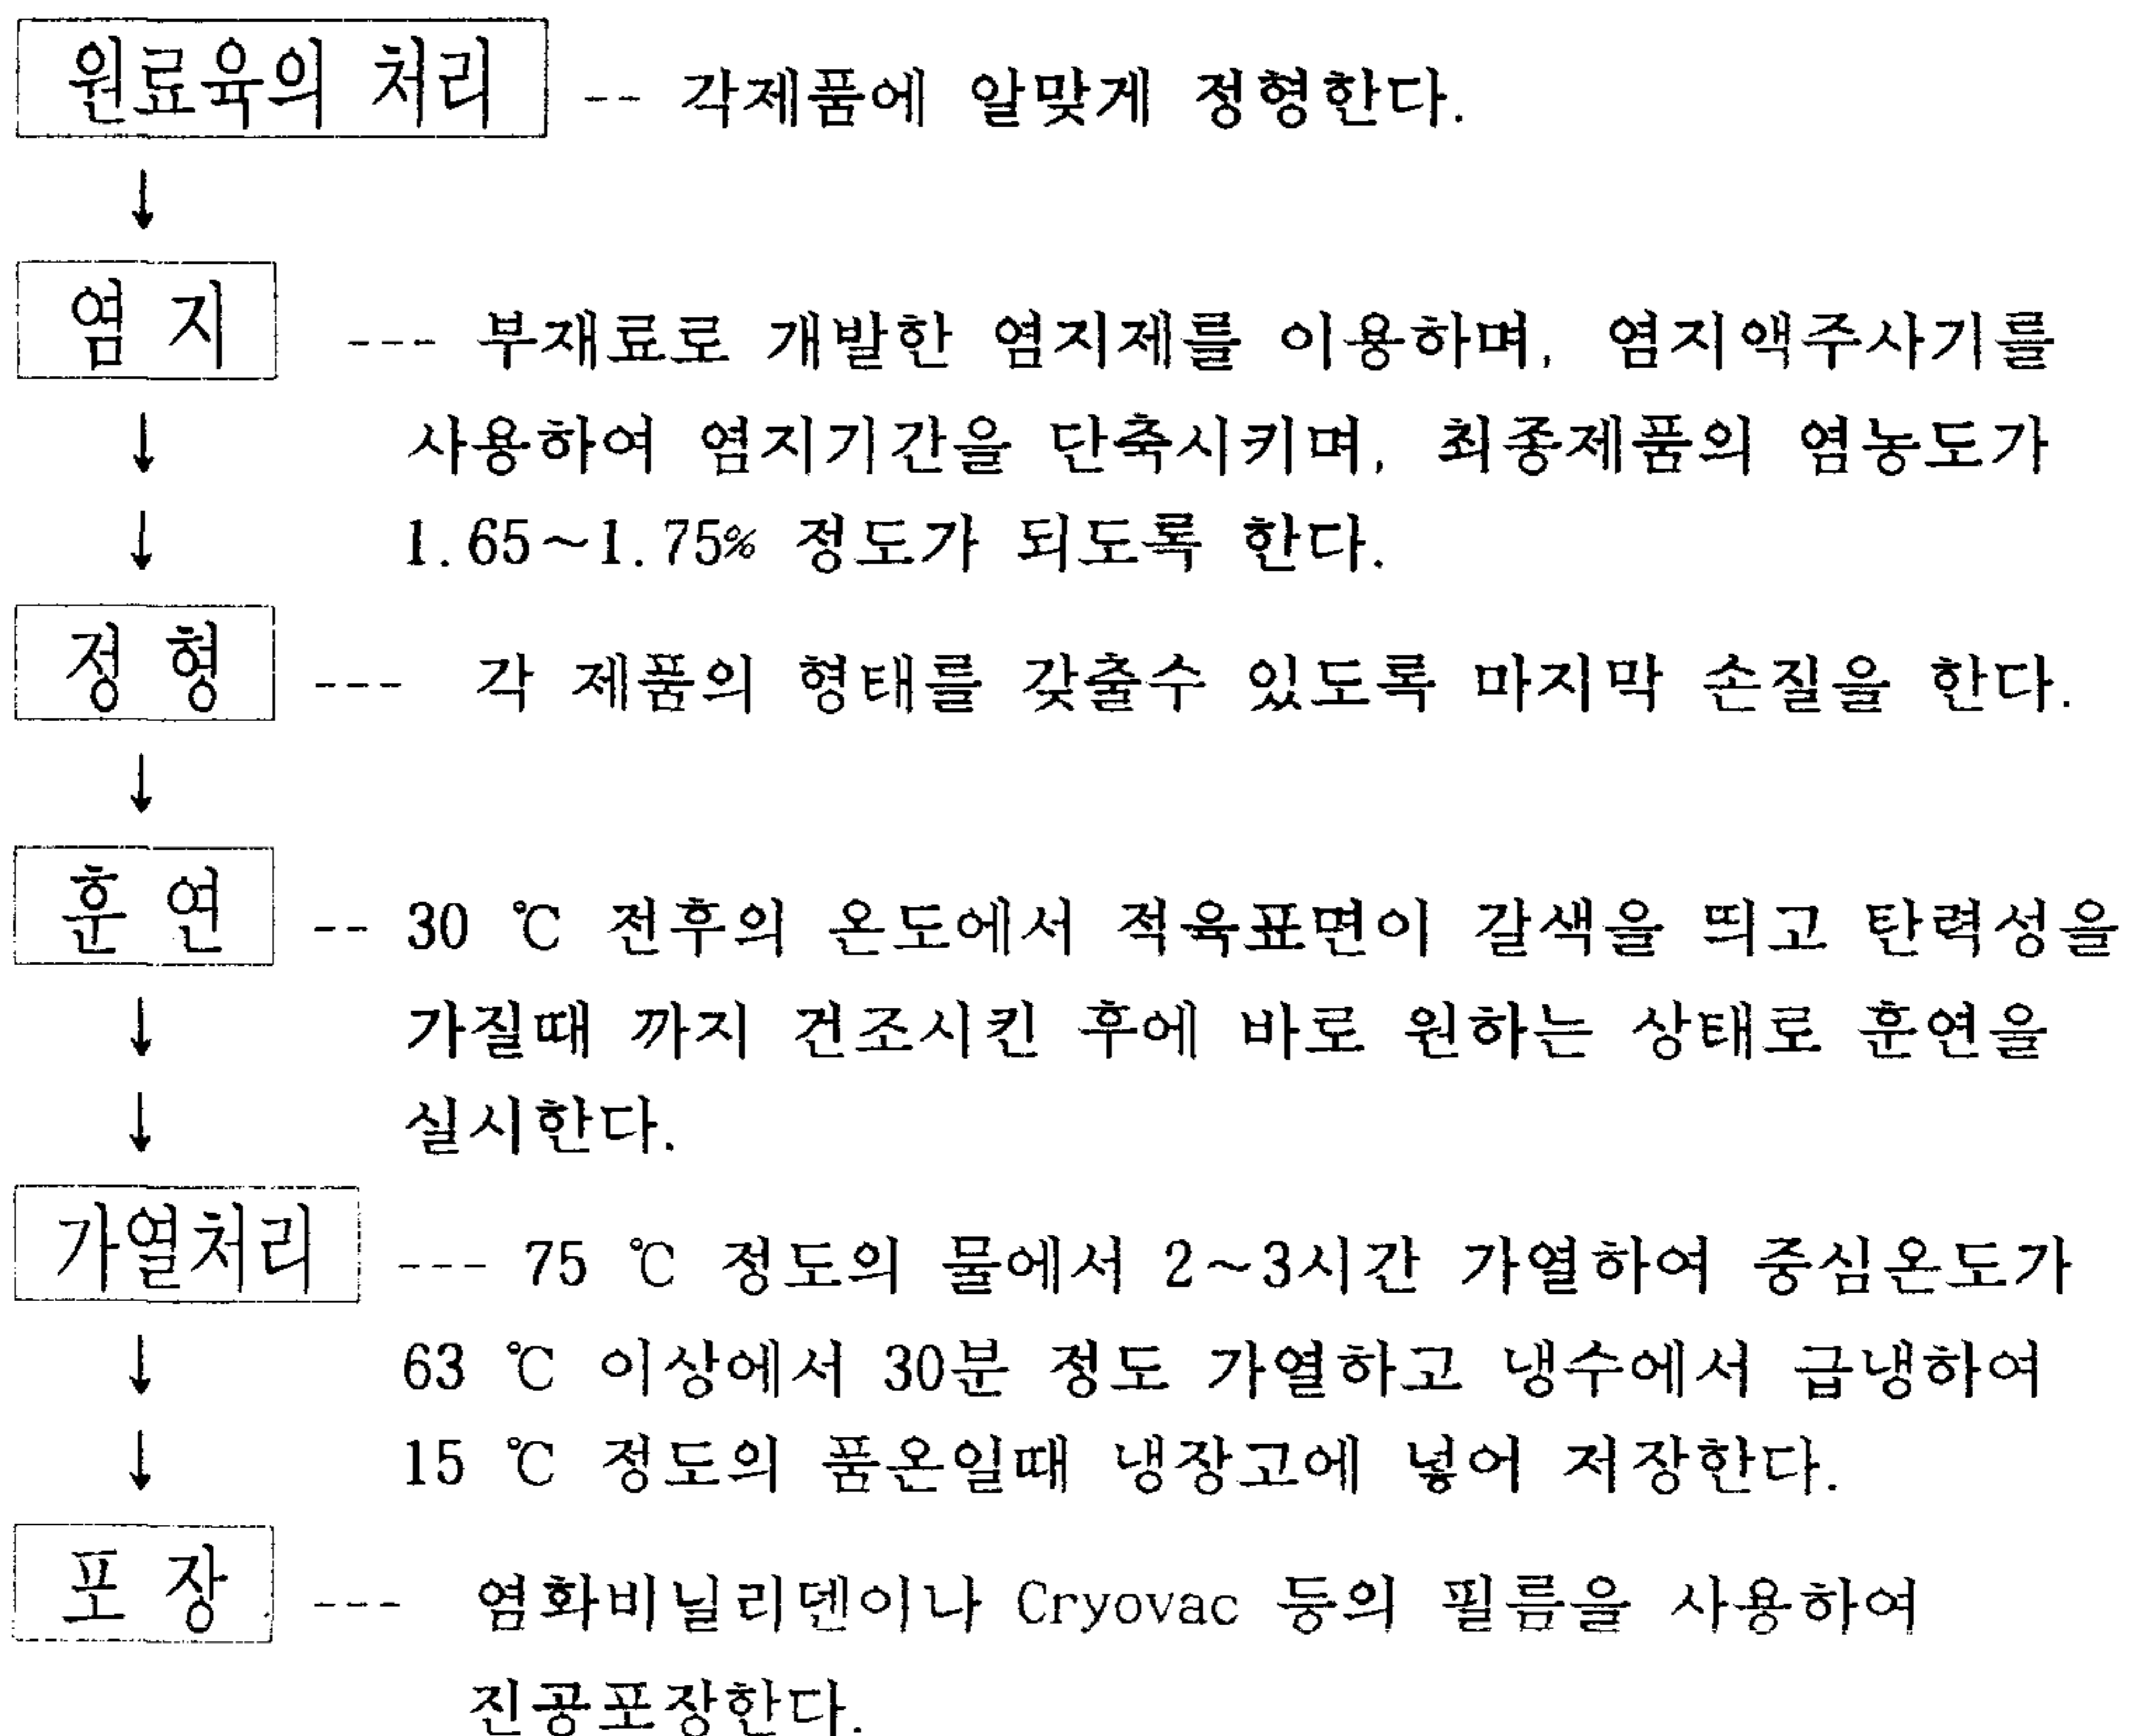 원료육의 처리 -- 각제품에 알맞게 정형한다.
↓
염 지 --- 부재료로 개발한 염지제를 이용하며, 염지액주사기를
↓ 사용하여 염지기간을 단축시키며, 최종제품의 염농도가
↓ 1.65~1.75% 정도가 되도록 한다.
정 형 --- 각 제품의 형태를 갖출수 있도록 마지막 손질을 한다.
↓
훈 연 -- 30 ℃ 전후의 온도에서 적육표면이 갈색을 띄고 탄력성을
↓ 가질때 까지 건조시킨 후에 바로 원하는 상태로 훈연을
↓ 실시한다.
가열처리 --- 75 ℃ 정도의 물에서 2~3시간 가열하여 중심온도가
↓ 63 ℃ 이상에서 30분 정도 가열하고 냉수에서 급냉하여
↓ 15 ℃ 정도의 품온일때 냉장고에 넣어 저장한다.
포 장 --- 염화비닐리덴이나 Cryovac 등의 필름을 사용하여
진공포장한다.